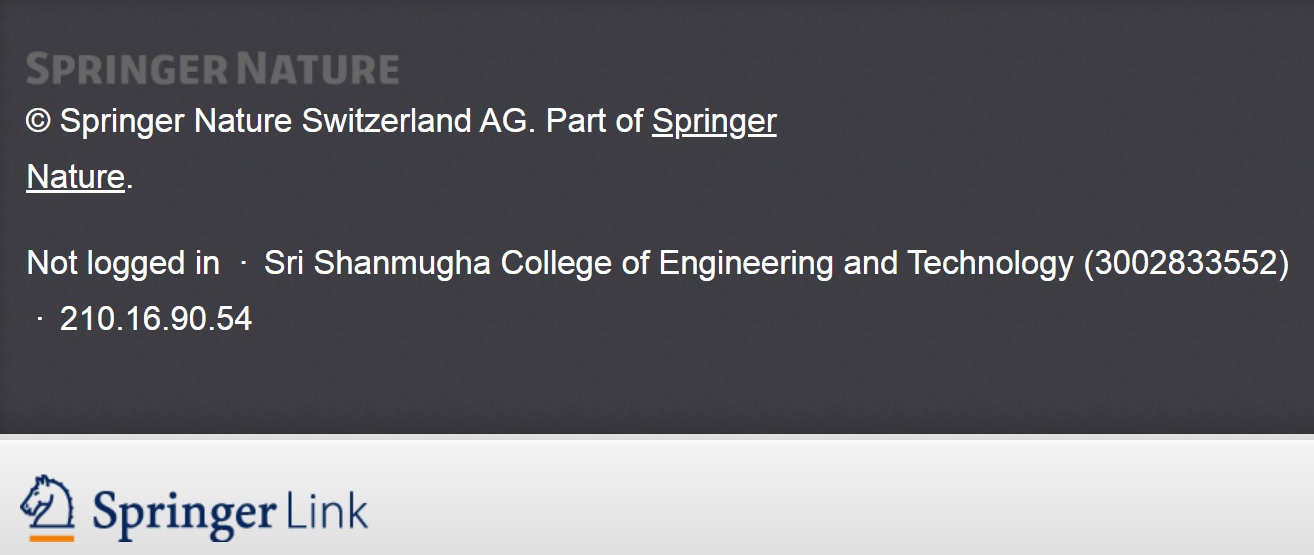 SPRINGER NATURE
© Springer Nature Switzerland AG. Part of Springer
Nature.
Not logged in · Sri Shanmugha College of Engineering and Technology (3002833552)
· 210.16.90.54
Springer Link